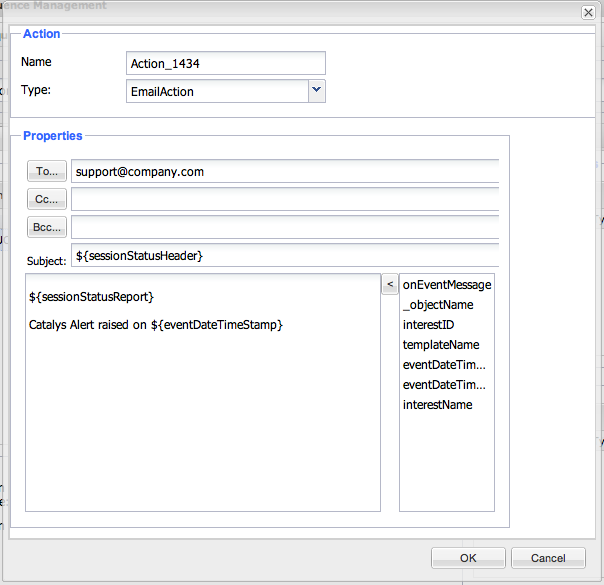 uence Management
Action
Name
Action_1434
Type:
EmailAction
Properties
To...
support@company.com
Cc...
Bcc...
Subject:
${sessionStatusHeader}
${sessionStatusReport}
Catalys Alert raised on ${eventDateTimeStamp}
<
onEventMessage
_objectName
interestID
templateName
eventDateTim...
eventDateTim...
interestName
OK
Cancel